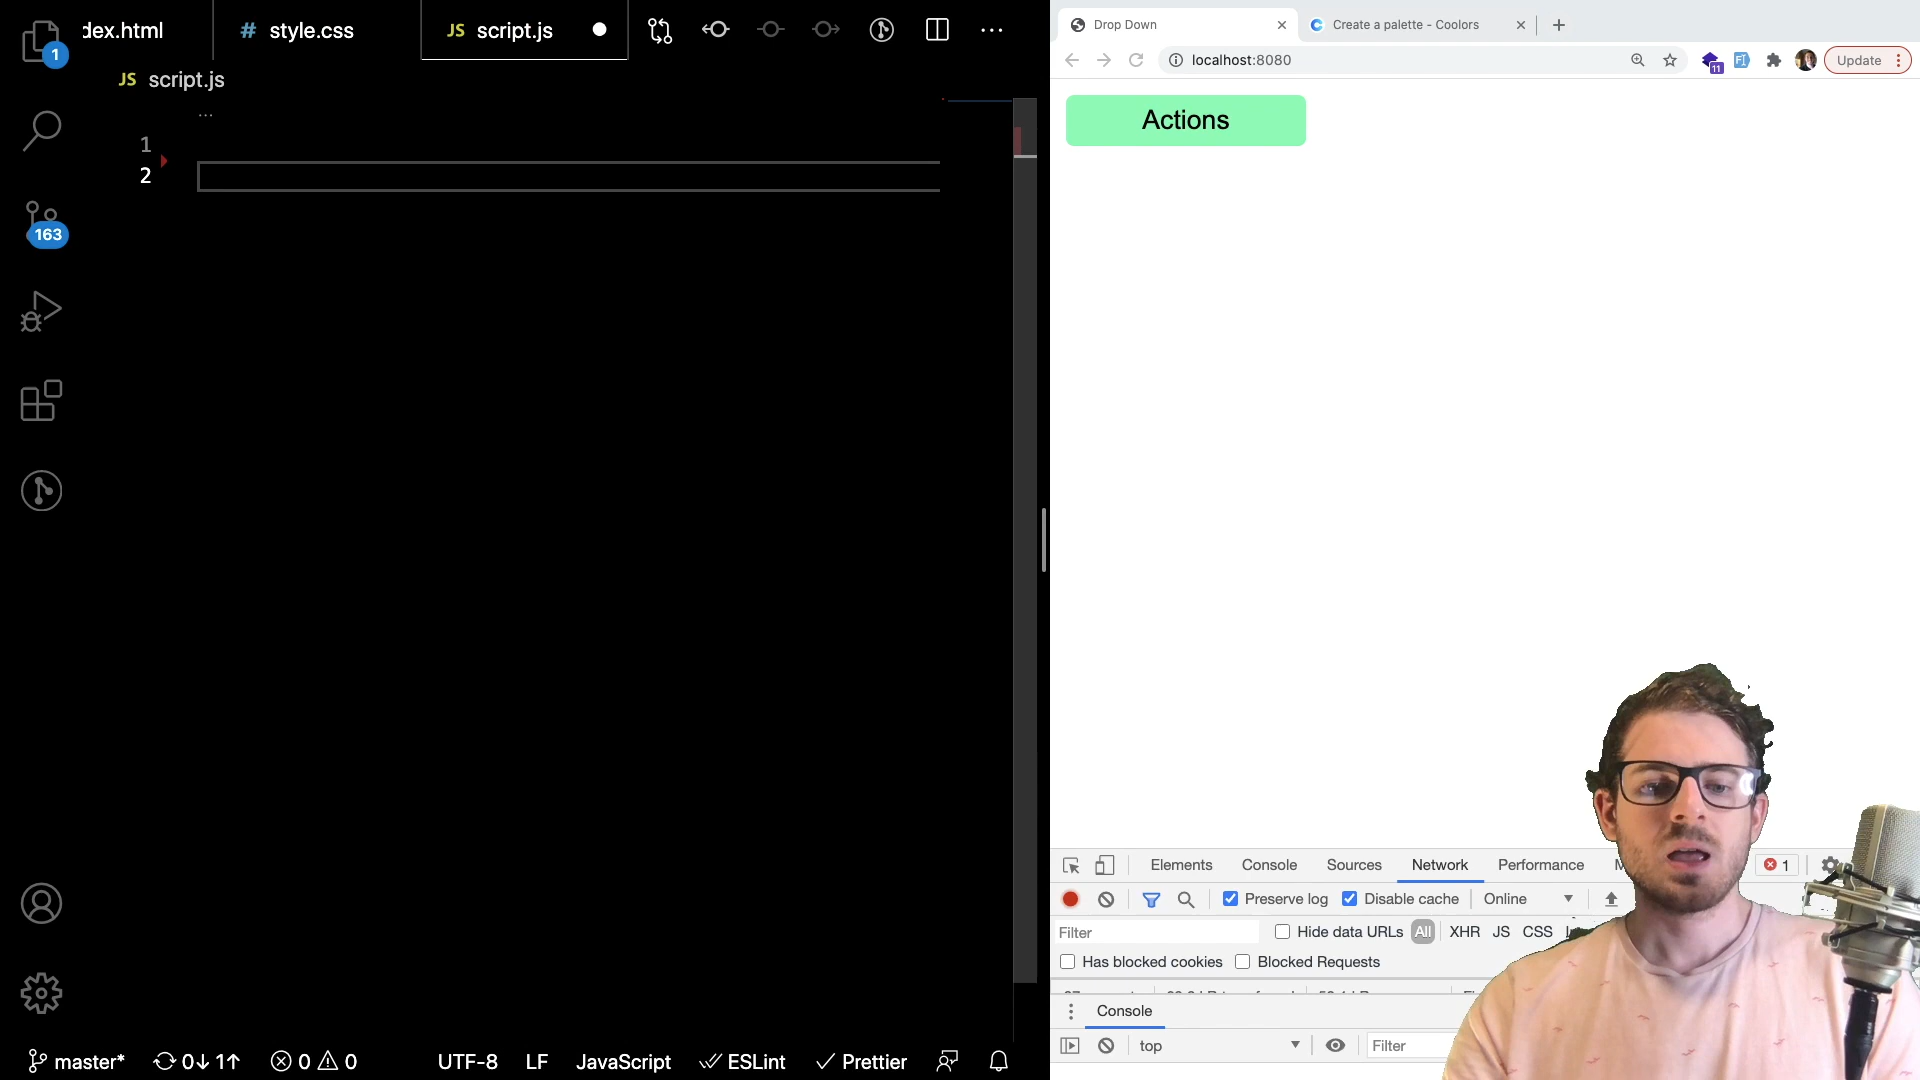 dex.html
# style.css
JS script.js
JS script.js
...
1
2
1
163
master*
0↓ 1↑
0 0
UTF-8
LF
JavaScript
ESLint
Prettier
Drop Down
Create a palette - Coolors
localhost:8080
11
Update
Actions
Elements
Console
Sources
Network
Performance
1
Preserve log
Disable cache
Online
Filter
Hide data URLs
All
XHR
JS
CSS
Has blocked cookies
Blocked Requests
Console
top
Filter